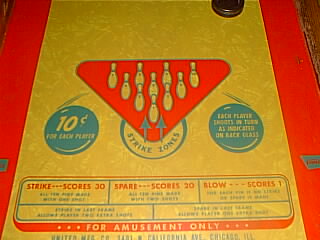 10¢
FOR EACH PLAYER
STRIKE ZONES
EACH PLAYER
SHOOTS IN TURN
AS INDICATED
ON BACK GLASS
STRIKE---SCORES 30
ALL TEN PINS MADE
WITH ONE SHOT
STRIKE IN LAST FRAME
ALLOWS PLAYER TWO EXTRA SHOTS
SPARE---SCORES 20
ALL TEN PINS MADE
WITH TWO SHOTS
BLOW---SCORES 1
FOR EACH PIN IF NO STRIKE
OR SPARE IS MADE
SPARE IN LAST FRAME
ALLOWS PLAYER ONE EXTRA SHOT
FOR AMUSEMENT ONLY
UNITED MFG. CO. 3401 N. CALIFORNIA AVE. CHICAGO, ILL.